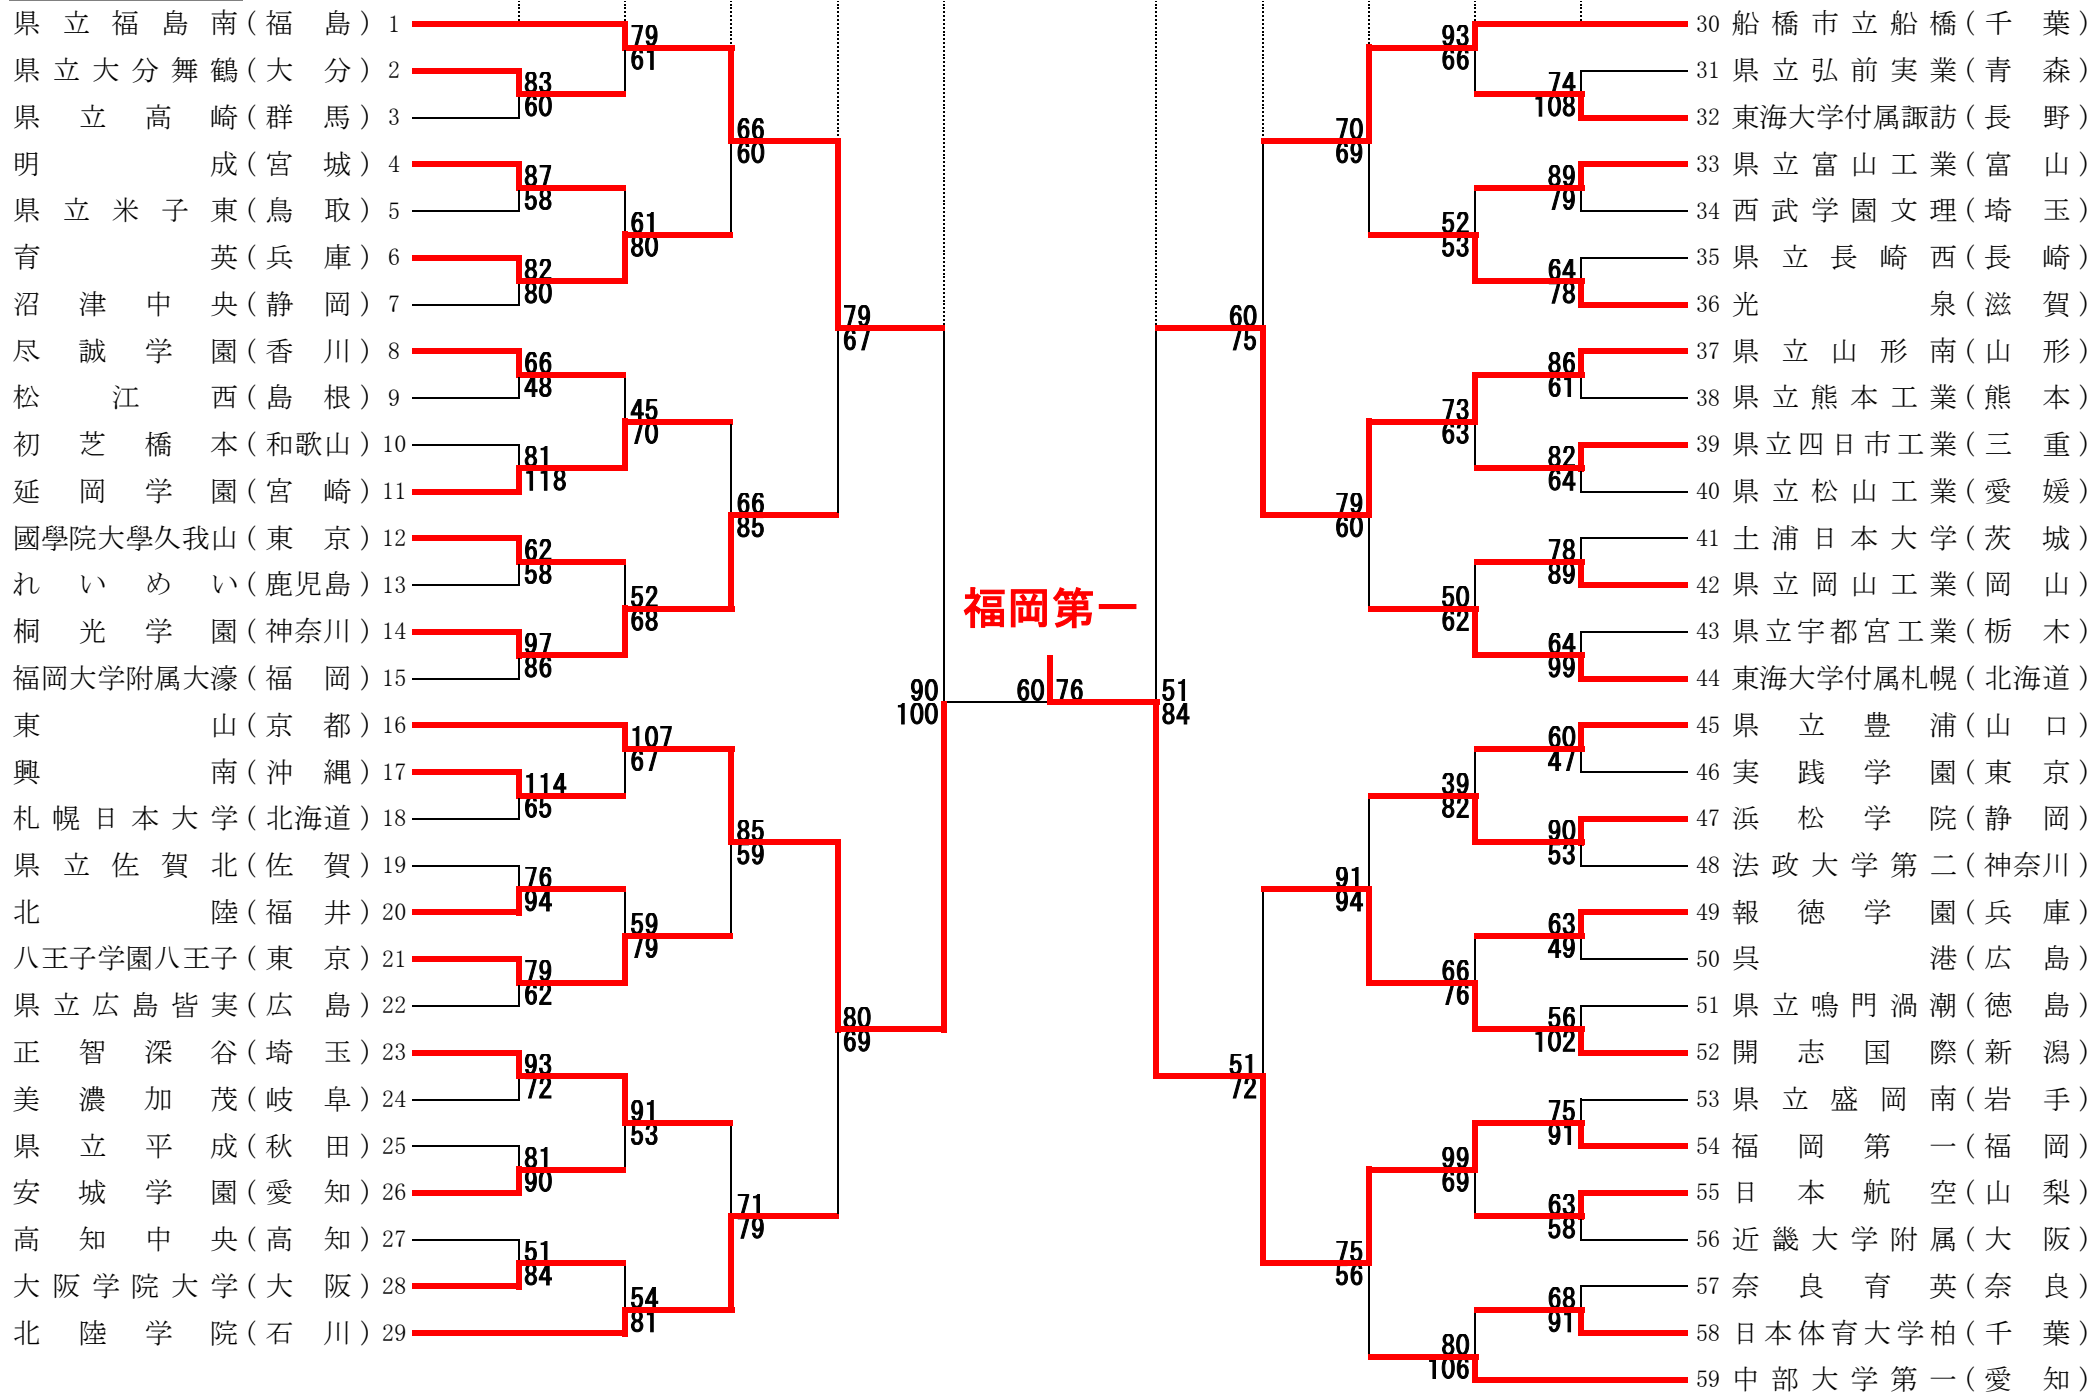 県立福島南(福島) 1
県立大分舞鶴(大分) 2
県立高崎(群馬) 3
明成(宮城) 4
県立米子東(鳥取) 5
育英(兵庫) 6
沼津中央(静岡) 7
尽誠学園(香川) 8
松江西(島根) 9
初芝橋本(和歌山) 10
延岡学園(宮崎) 11
國學院大學久我山(東京) 12
れいめい(鹿児島) 13
桐光学園(神奈川) 14
福岡大学附属大濠(福岡) 15
東山(京都) 16
興南(沖縄) 17
札幌日本大学(北海道) 18
県立佐賀北(佐賀) 19
北陸(福井) 20
八王子学園八王子(東京) 21
県立広島皆実(広島) 22
正智深谷(埼玉) 23
美濃加茂(岐阜) 24
県立平成(秋田) 25
安城学園(愛知) 26
高知中央(高知) 27
大阪学院大学(大阪) 28
北陸学院(石川) 29
83
60
87
58
82
80
66
48
81
118
62
58
97
86
114
65
76
94
79
62
93
72
81
90
51
84
79
61
61
80
45
70
52
68
107
67
59
79
91
53
54
81
66
60
66
85
85
59
71
79
79
67
80
69
90
100
福岡第一
60 76
51
84
60
75
51
72
70
69
79
60
91
94
75
56
93
66
52
53
73
63
50
62
39
82
66
76
99
69
80
106
74
108
89
79
64
78
86
61
82
64
78
89
64
99
60
47
90
53
63
49
56
102
75
91
63
58
68
91
30 船橋市立船橋(千葉)
31 県立弘前実業(青森)
32 東海大学付属諏訪(長野)
33 県立富山工業(富山)
34 西武学園文理(埼玉)
35 県立長崎西(長崎)
36 光泉(滋賀)
37 県立山形南(山形)
38 県立熊本工業(熊本)
39 県立四日市工業(三重)
40 県立松山工業(愛媛)
41 土浦日本大学(茨城)
42 県立岡山工業(岡山)
43 県立宇都宮工業(栃木)
44 東海大学付属札幌(北海道)
45 県立豊浦(山口)
46 実践学園(東京)
47 浜松学院(静岡)
48 法政大学第二(神奈川)
49 報徳学園(兵庫)
50 呉港(広島)
51 県立鳴門渦潮(徳島)
52 開志国際(新潟)
53 県立盛岡南(岩手)
54 福岡第一(福岡)
55 日本航空(山梨)
56 近畿大学附属(大阪)
57 奈良育英(奈良)
58 日本体育大学柏(千葉)
59 中部大学第一(愛知)